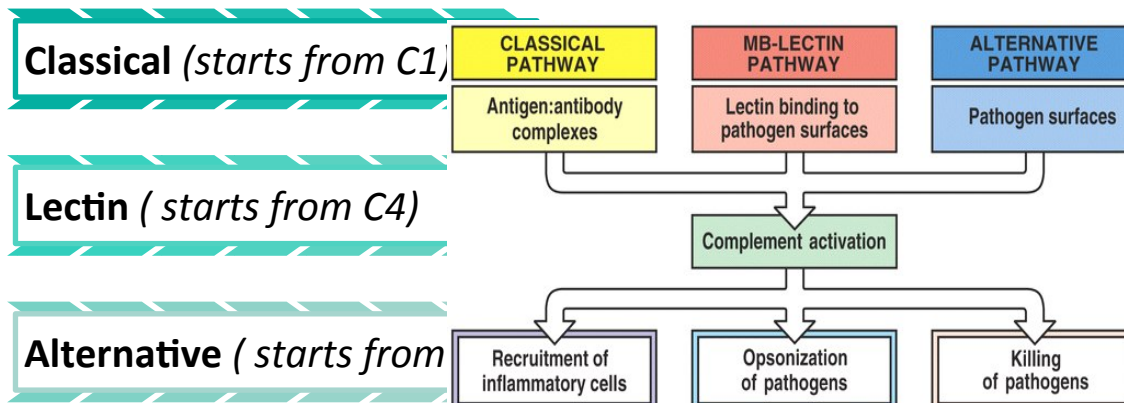 Classical (starts from C1)
Lectin ( starts from C4)
Alternative ( starts from
CLASSICAL
PATHWAY
MB-LECTIN
PATHWAY
ALTERNATIVE
PATHWAY
Antigen:antibody
complexes
Lectin binding to
pathogen surfaces
Pathogen surfaces
Complement activation
Recruitment of
inflammatory cells
Opsonization
of pathogens
Killing
of pathogens